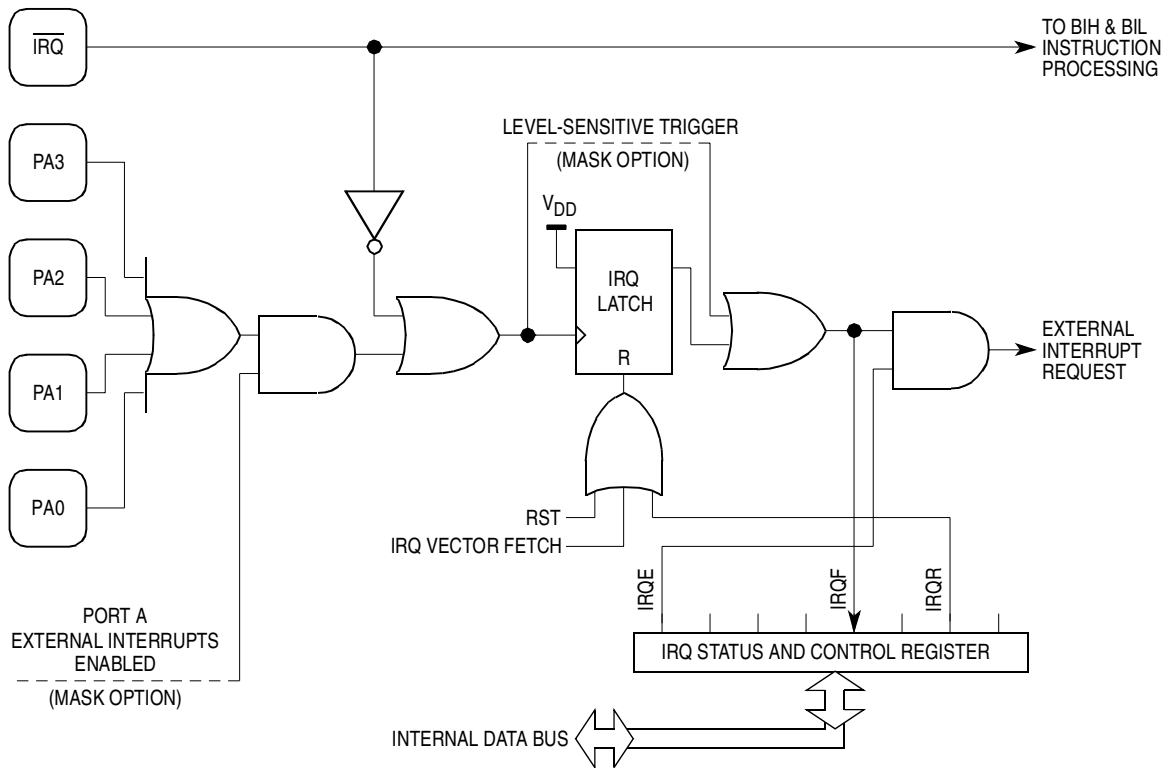 IRQ
TO BIH & BIL
INSTRUCTION
PROCESSING
PA3
LEVEL-SENSITIVE TRIGGER
(MASK OPTION)
VDD
PA2
IRQ
LATCH
R
EXTERNAL
INTERRUPT
REQUEST
PA1
PA0
RST
IRQ VECTOR FETCH
IRQE
IRQF
IRQR
PORT A
EXTERNAL INTERRUPTS
ENABLED
(MASK OPTION)
IRQ STATUS AND CONTROL REGISTER
INTERNAL DATA BUS